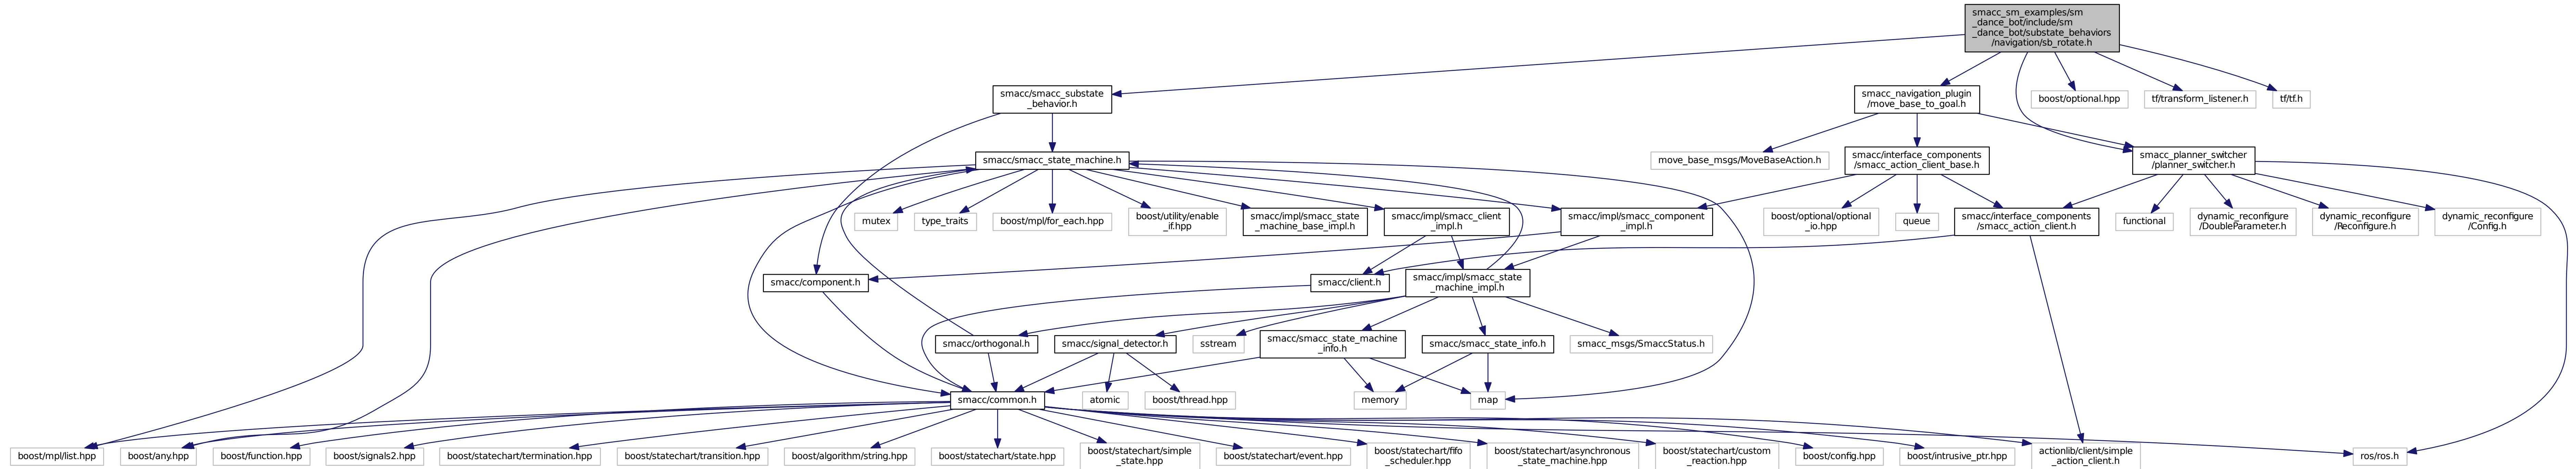 smacc_sm_examples/sm
_dance_bot/include/sm
_dance_bot/substate_behaviors
/navigation/sb_rotate.h
smacc/smacc_substate
_behavior.h
smacc_navigation_plugin
/move_base_to_goal.h
boost/optional.hpp
tf/transform_listener.h
tf/tf.h
smacc/smacc_state_machine.h
move_base_msgs/MoveBaseAction.h
smacc/interface_components
/smacc_action_client_base.h
smacc_planner_switcher
/planner_switcher.h
mutex
type_traits
boost/mpl/for_each.hpp
boost/utility/enable
_if.hpp
smacc/impl/smacc_state
_machine_base_impl.h
smacc/impl/smacc_client
_impl.h
smacc/impl/smacc_component
_impl.h
boost/optional/optional
_io.hpp
queue
smacc/interface_components
/smacc_action_client.h
functional
dynamic_reconfigure
/DoubleParameter.h
dynamic_reconfigure
/Reconfigure.h
dynamic_reconfigure
/Config.h
smacc/component.h
smacc/client.h
smacc/impl/smacc_state
_machine_impl.h
smacc/orthogonal.h
smacc/signal_detector.h
sstream
smacc/smacc_state_machine
_info.h
smacc/smacc_state_info.h
smacc_msgs/SmaccStatus.h
smacc/common.h
atomic
boost/thread.hpp
memory
map
boost/mpl/list.hpp
boost/any.hpp
boost/function.hpp
boost/signals2.hpp
boost/statechart/termination.hpp
boost/statechart/transition.hpp
boost/algorithm/string.hpp
boost/statechart/state.hpp
boost/statechart/simple
_state.hpp
boost/statechart/event.hpp
boost/statechart/fifo
_scheduler.hpp
boost/statechart/asynchronous
_state_machine.hpp
boost/statechart/custom
_reaction.hpp
boost/config.hpp
boost/intrusive_ptr.hpp
actionlib/client/simple
_action_client.h
ros/ros.h